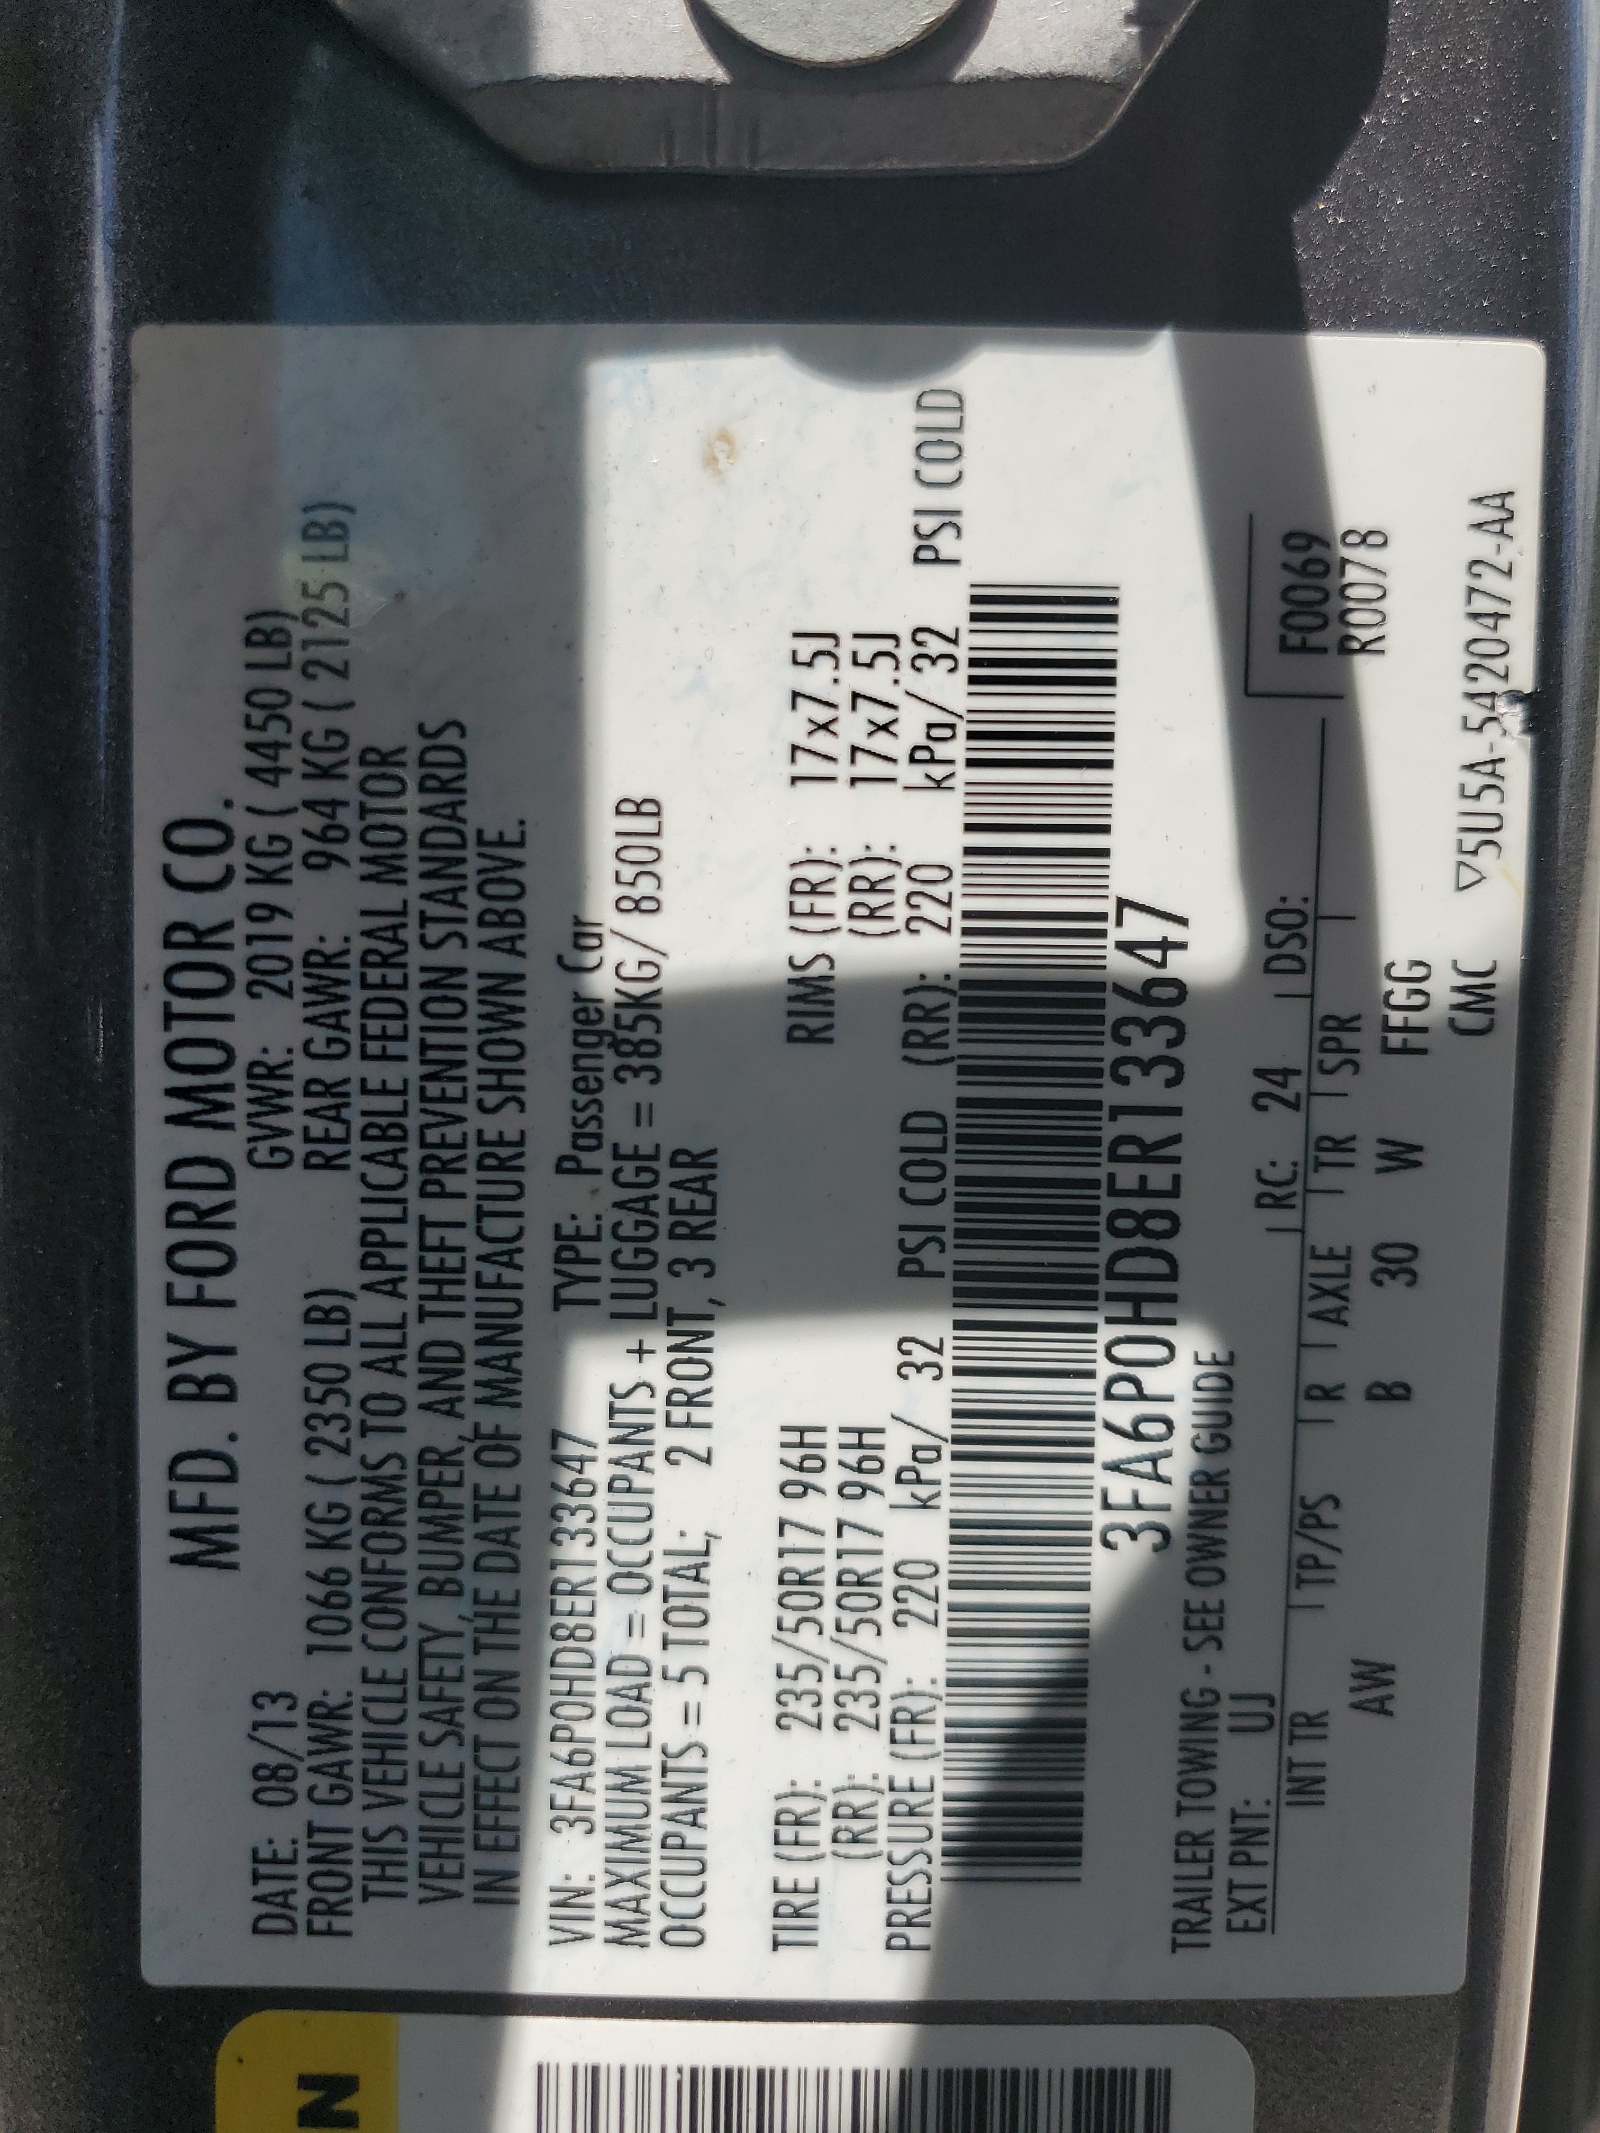 MFD. BY FORD MOTOR CO.
DATE: 08/13 GVWR: 2019 KG ( 4450 LB)
FRONT GAWR: 1066 KG ( 2350 LB) REAR GAWR: 964 KG ( 2125 LB)
THIS VEHICLE CONFORMS TO ALL APPLICABLE FEDERAL MOTOR
VEHICLE SAFETY, BUMPER, AND THEFT PREVENTION STANDARDS
IN EFFECT ON THE DATE OF MANUFACTURE SHOWN ABOVE.
VIN: 3FA6P0HD8ER133647 TYPE: Passenger Car
MAXIMUM LOAD = OCCUPANTS + LUGGAGE = 385KG/ 850LB
OCCUPANTS = 5 TOTAL; 2 FRONT, 3 REAR
TIRE (FR): 235/50R17 96H RIMS (FR): 17x7.5J
(RR): 235/50R17 96H (RR): 17x7.5J
PRESSURE (FR): 220 kPa/ 32 PSI COLD (RR): 220 kPa/ 32 PSI COLD
3FA6P0HD8ER133647
TRAILER TOWING - SEE OWNER GUIDE
EXT PNT: UJ RC: 24 DSO:
F0069
INT TR TP/PS R AXLE TR SPR R0078
AW B 30 W FFGG
CMC ▽5U5A-5420472-AA
N